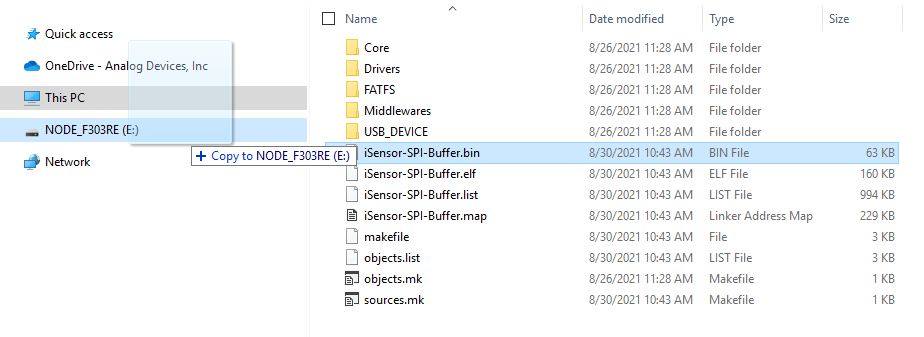 Name Date modified Type Size
Quick access
OneDrive - Analog Devices, Inc
This PC
NODE_F303RE (E:)
Network
Copy to NODE_F303RE (E:)
Core 8/26/2021 11:28 AM File folder
Drivers 8/26/2021 11:28 AM File folder
FATFS 8/26/2021 11:28 AM File folder
Middlewares 8/26/2021 11:28 AM File folder
USB_DEVICE 8/26/2021 11:28 AM File folder
iSensor-SPI-Buffer.bin 8/30/2021 10:43 AM BIN File 63 KB
iSensor-SPI-Buffer.elf 8/30/2021 10:43 AM ELF File 160 KB
iSensor-SPI-Buffer.list 8/30/2021 10:43 AM LIST File 994 KB
iSensor-SPI-Buffer.map 8/30/2021 10:43 AM Linker Address Map 229 KB
makefile 8/30/2021 10:43 AM File 3 KB
objects.list 8/30/2021 10:43 AM LIST File 3 KB
objects.mk 8/26/2021 11:28 AM Makefile 1 KB
sources.mk 8/30/2021 10:43 AM Makefile 1 KB